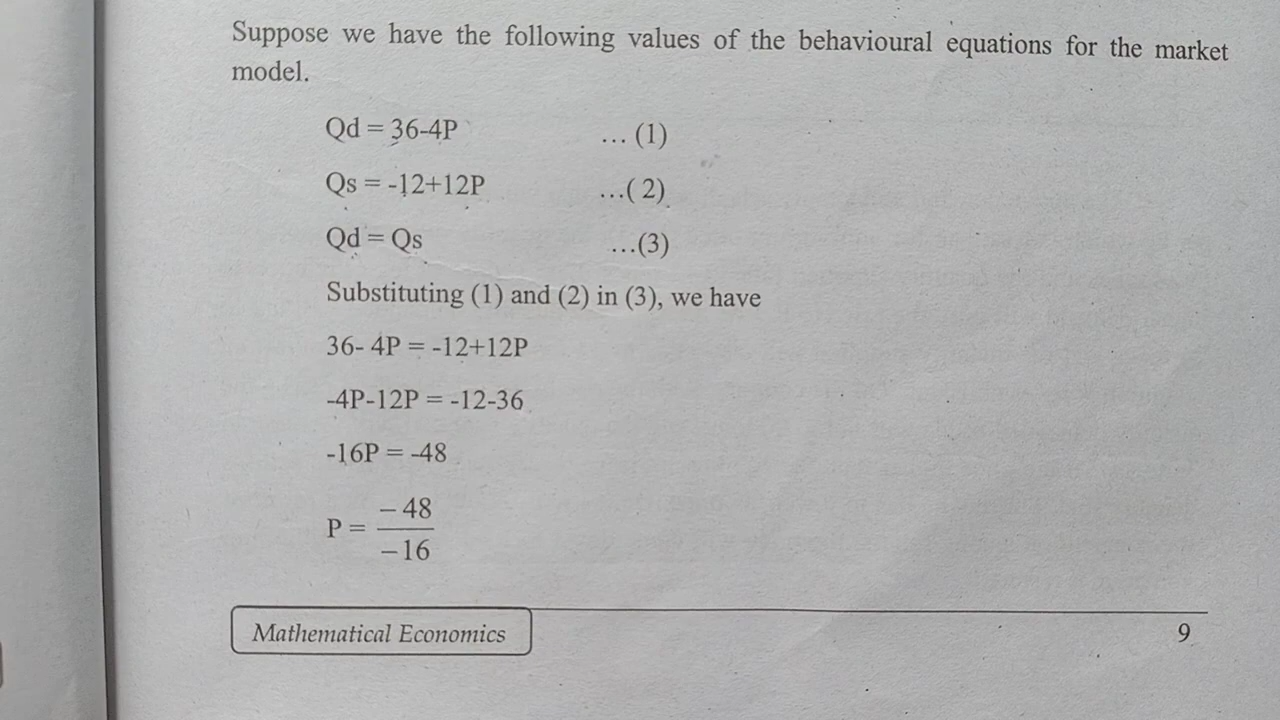 Suppose we have the following values of the behavioural equations for the market
model.
Qd = 36-4P ... (1)
Qs = -12+12P ...( 2)
Qd = Qs ...(3)
Substituting (1) and (2) in (3), we have
36- 4P = -12+12P
-4P-12P = -12-36
-16P = -48
P = – 48 / – 16
Mathematical Economics 9